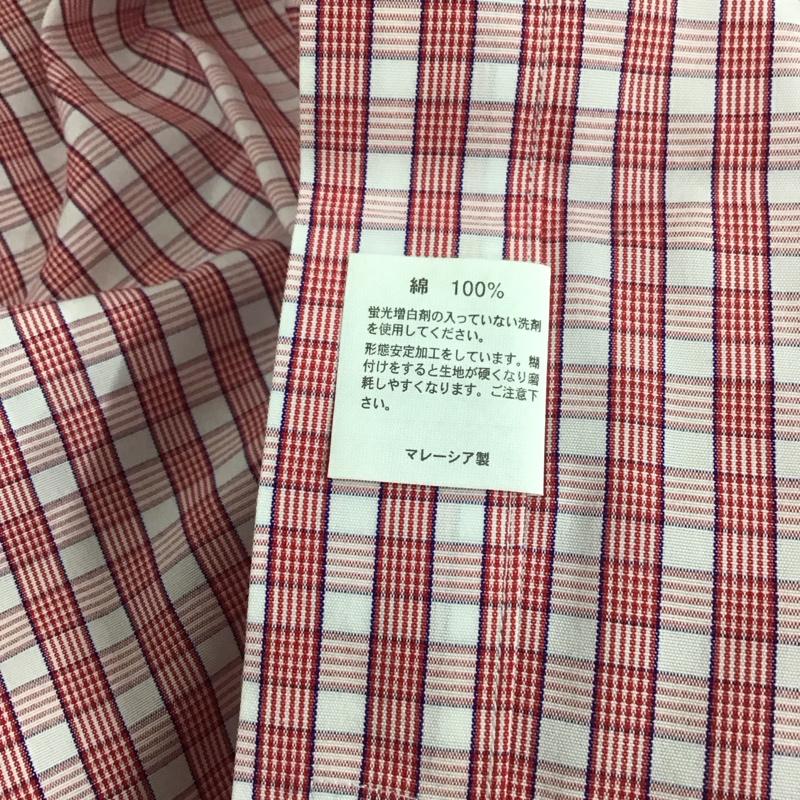 綿 100%
蛍光増白剤の入っていない洗剤
を使用してください。
形態安定加工をしています。糊
付けをすると生地が硬くなり磨
耗しやすくなります。ご注意下
さい。
マレーシア製